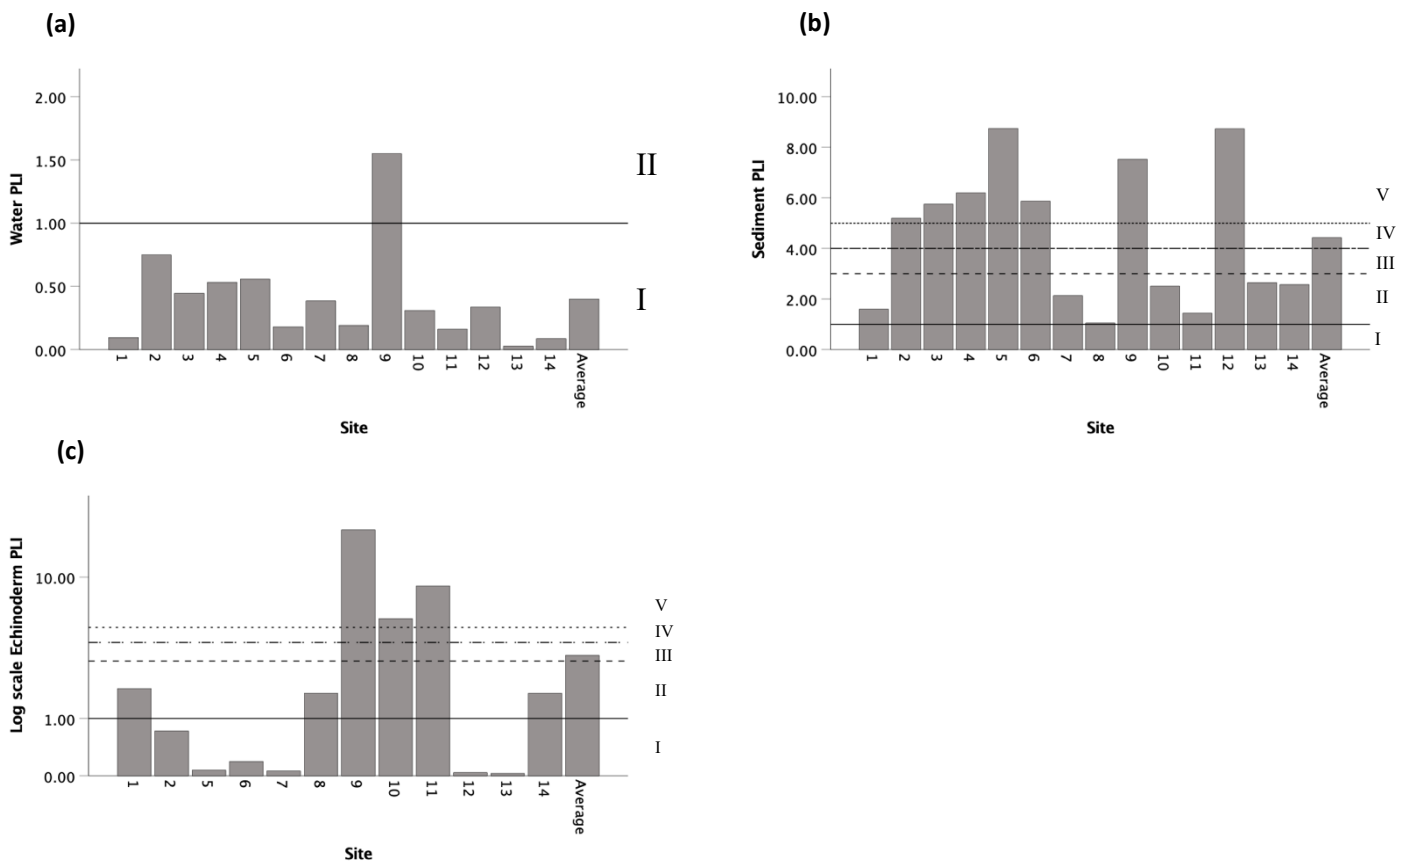 (a)
Water PLI
2.00
1.50
1.00
0.50
0.00
II
I
1 2 3 4 5 6 7 8 9 10 11 12 13 14 Average
Site
(b)
Sediment PLI
10.00
8.00
6.00
4.00
2.00
0.00
V
IV
III
II
I
1 2 3 4 5 6 7 8 9 10 11 12 13 14 Average
Site
(c)
Log scale Echinoderm PLI
10.00
1.00
0.00
V
IV
III
II
I
1 2 5 6 7 8 9 10 11 12 13 14 Average
Site